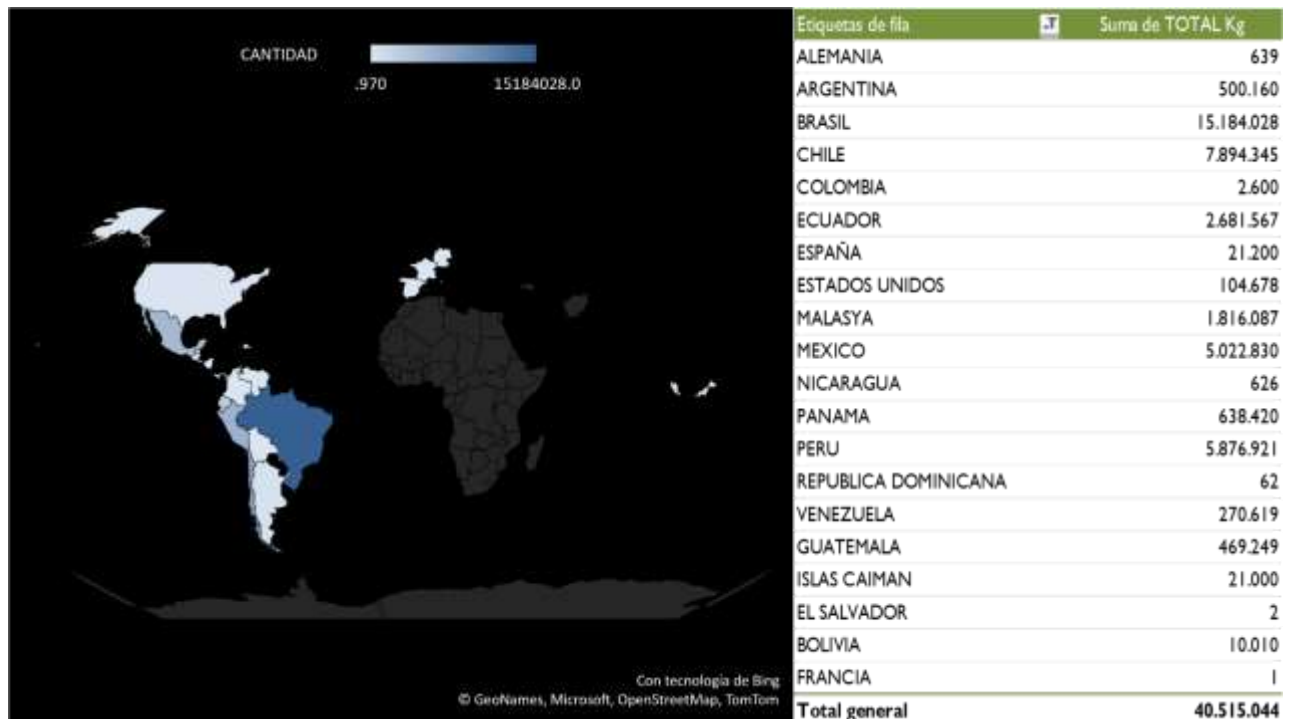 CANTIDAD
.970 15184028.0
Con tecnología de Bing
© GeoNames, Microsoft, OpenStreetMap, TomTom
Etiquetas de fila Suma de TOTAL Kg
ALEMANIA 639
ARGENTINA 500.160
BRASIL 15.184.028
CHILE 7.894.345
COLOMBIA 2.600
ECUADOR 2.681.567
ESPAÑA 21.200
ESTADOS UNIDOS 104.678
MALASYA 1.816.087
MEXICO 5.022.830
NICARAGUA 626
PANAMA 638.420
PERU 5.876.921
REPUBLICA DOMINICANA 62
VENEZUELA 270.619
GUATEMALA 469.249
ISLAS CAIMAN 21.000
EL SALVADOR 2
BOLIVIA 10.010
FRANCIA 1
Total general 40.515.044